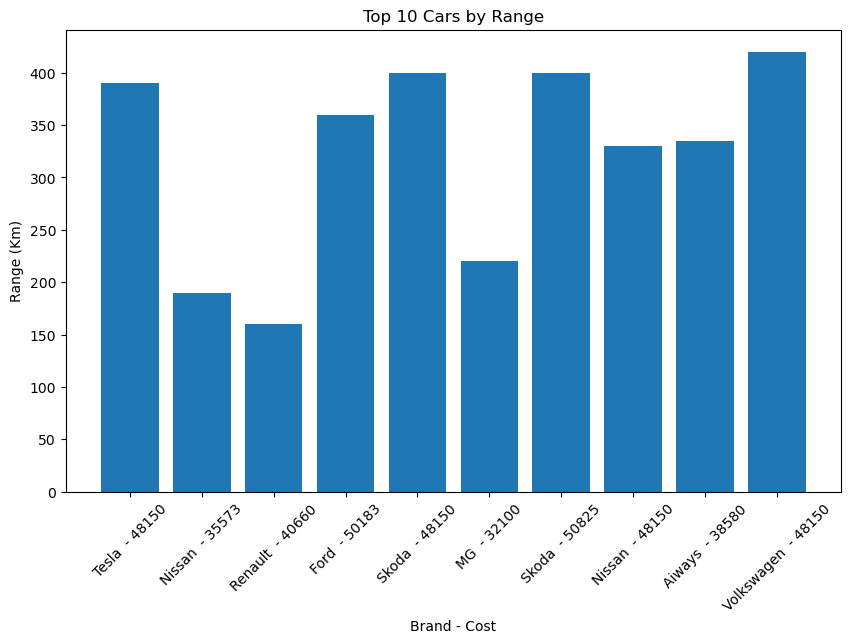 Top 10 Cars by Range
Range (Km)
400
350
300
250
200
150
100
50
0
Tesla  - 48150
Nissan  - 35573
Renault  - 40660
Ford  - 50183
Skoda  - 48150
MG  - 32100
Skoda  - 50825
Nissan  - 48150
Aiways  - 38580
Volkswagen  - 48150
Brand - Cost